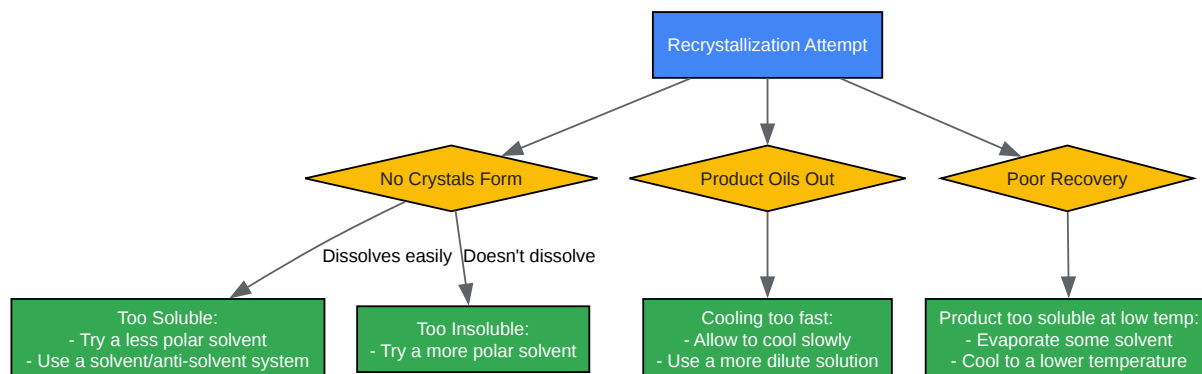 Recrystallization Attempt
No Crystals Form
Product Oils Out
Poor Recovery
Dissolves easily
Doesn't dissolve
Too Soluble:
- Try a less polar solvent
- Use a solvent/anti-solvent system
Too Insoluble:
- Try a more polar solvent
Cooling too fast:
- Allow to cool slowly
- Use a more dilute solution
Product too soluble at low temp:
- Evaporate some solvent
- Cool to a lower temperature